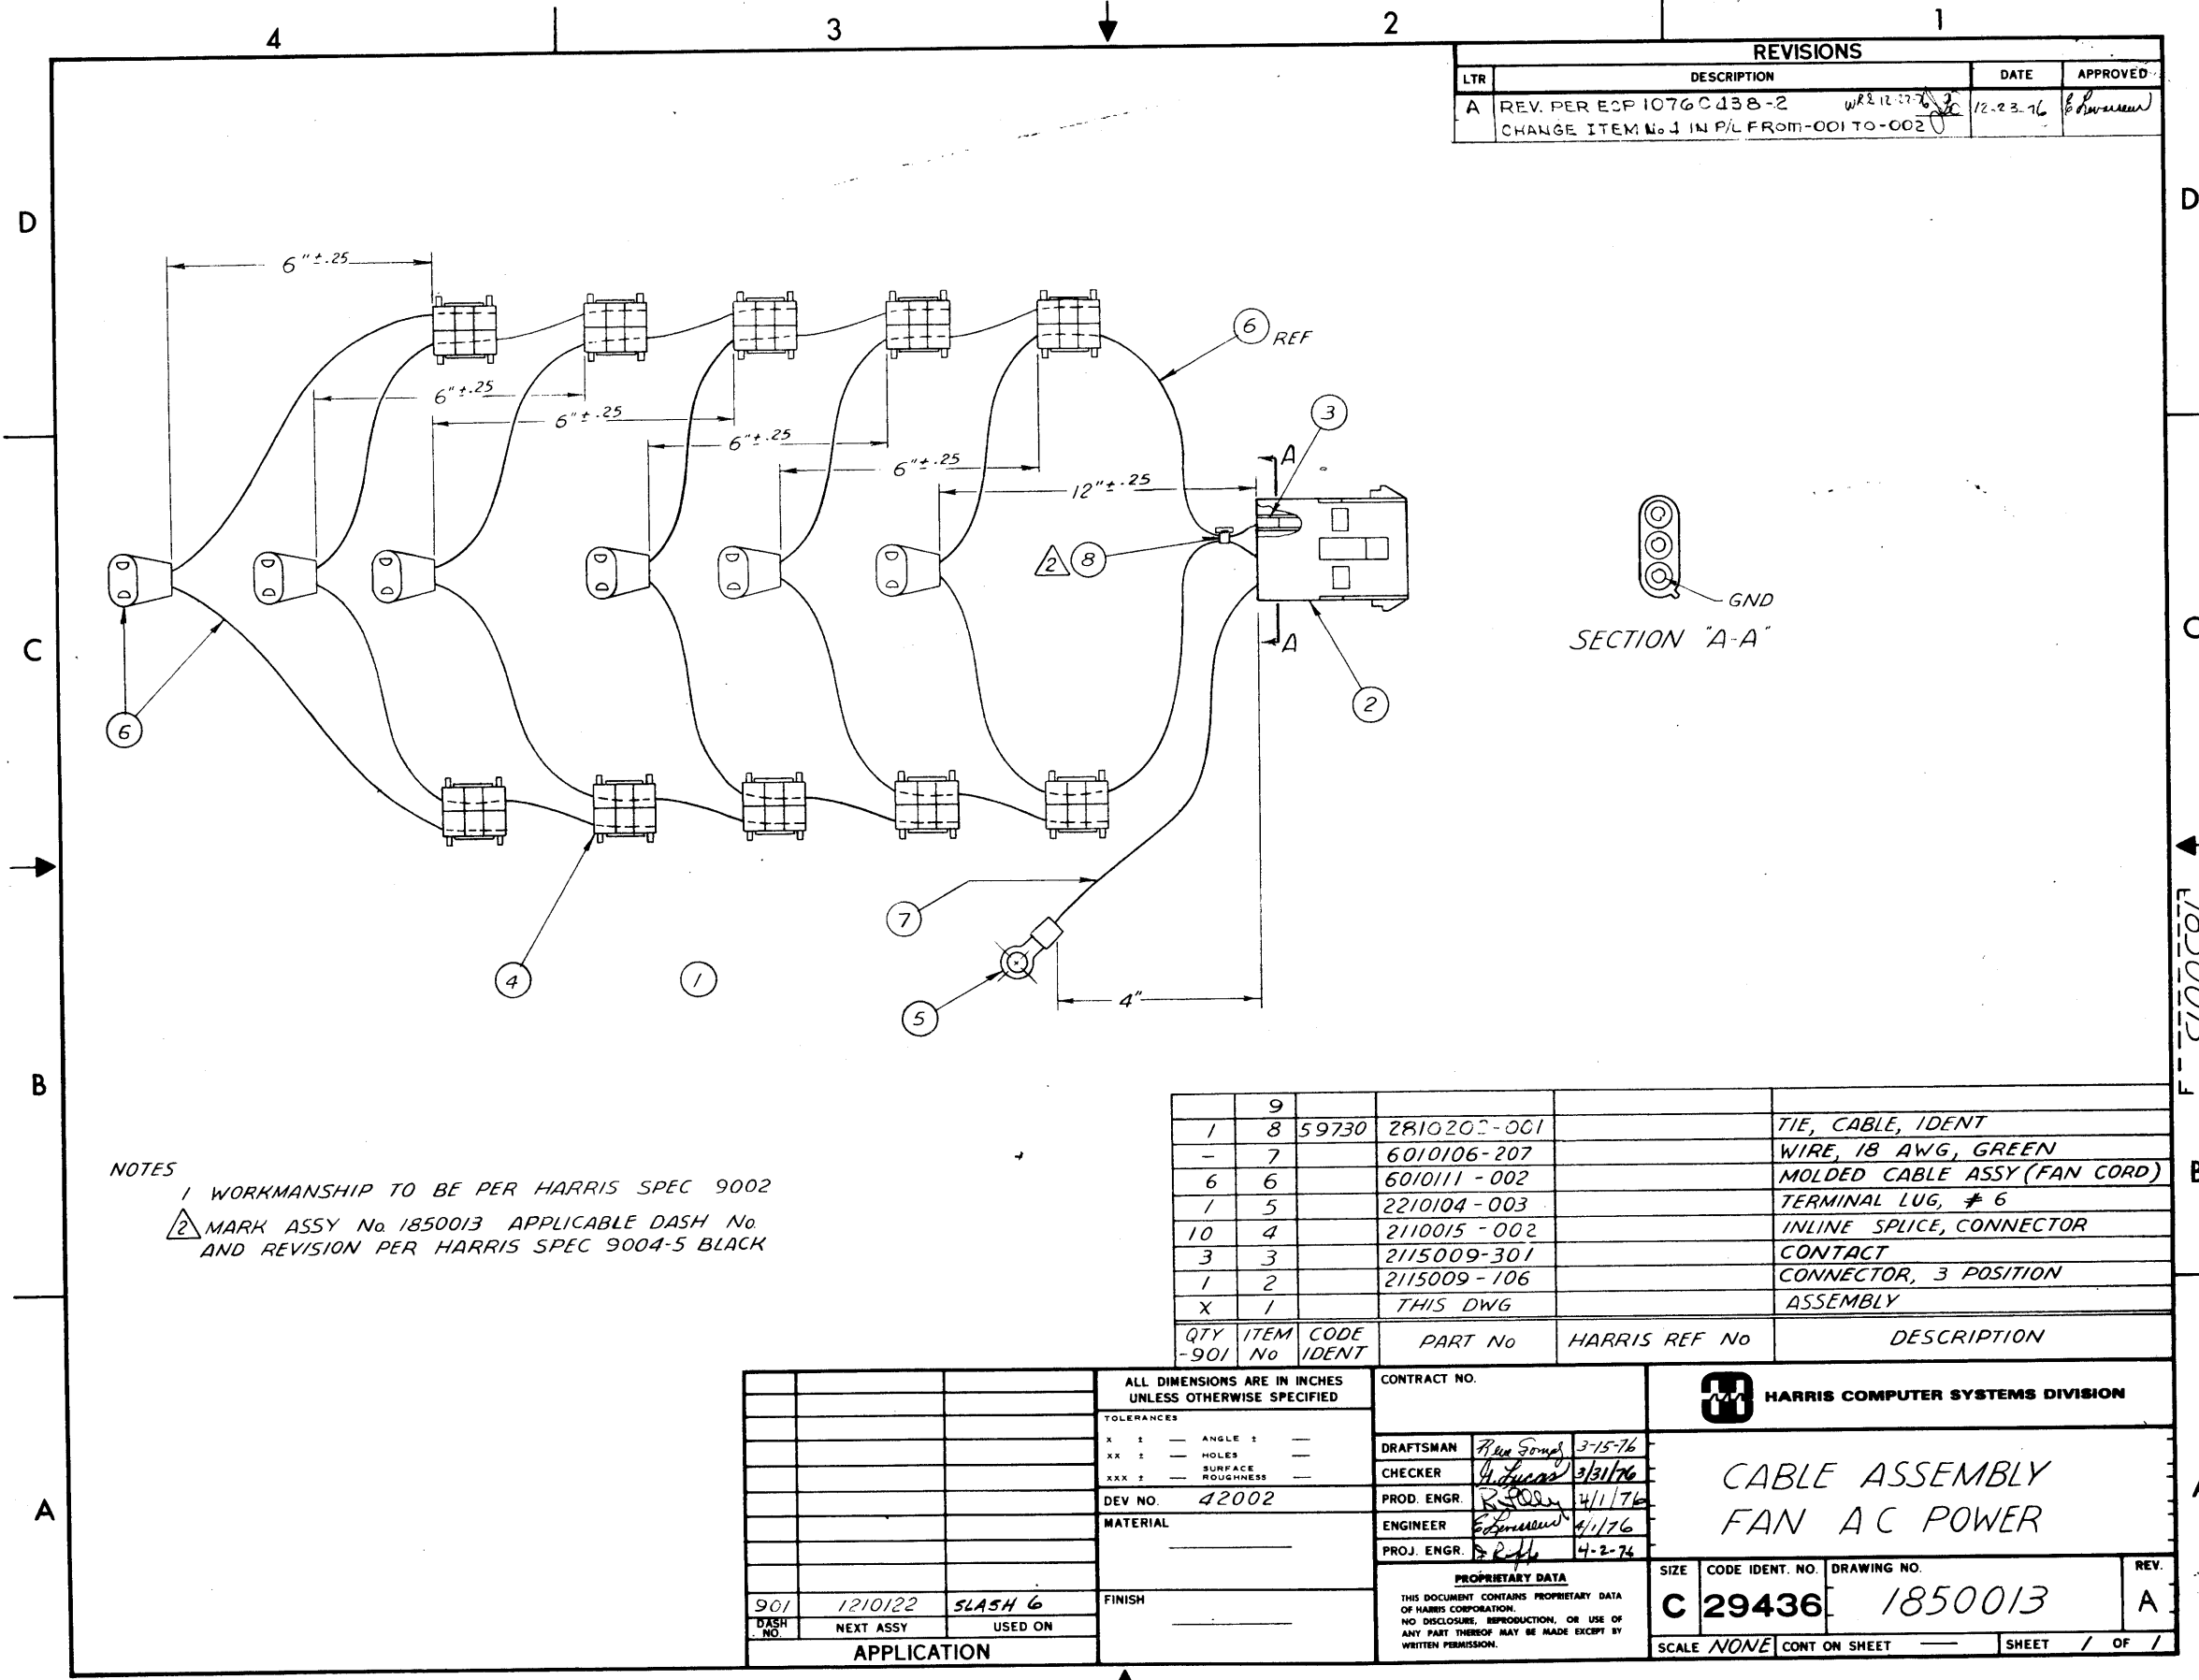 4 3 2 1
REVISIONS
LTR DESCRIPTION DATE APPROVED
A REV. PER ECP 1076C438-2 12-23-76
CHANGE ITEM No 4 IN P/L FROM-001 TO-002
D D
6"±.25
6 REF
6"±.25
6"±.25
3
6"±.25
A
6"±.25
12"±.25
2 8
GND
SECTION "A-A"
A
C C
2
6
7
4 1
5
4"
1850013
B B
NOTES
1 WORKMANSHIP TO BE PER HARRIS SPEC 9002
2 MARK ASSY No. 1850013 APPLICABLE DASH No.
AND REVISION PER HARRIS SPEC 9004-5 BLACK
9
1 8 59730 TIE, CABLE, IDENT
- 7 6010106-207 WIRE, 18 AWG, GREEN
6 6 6010111-002 MOLDED CABLE ASSY (FAN CORD)
1 5 2210104-003 TERMINAL LUG, # 6
10 4 2110015-002 INLINE SPLICE, CONNECTOR
3 3 2115009-301 CONTACT
1 2 2115009-106 CONNECTOR, 3 POSITION
X 1 THIS DWG ASSEMBLY
QTY ITEM CODE PART No HARRIS REF No DESCRIPTION
-901 No IDENT
A A
ALL DIMENSIONS ARE IN INCHES
UNLESS OTHERWISE SPECIFIED
TOLERANCES
X ± — ANGLE ± —
XX ± — HOLES —
XXX ± — SURFACE ROUGHNESS —
DEV NO. 42002
MATERIAL
FINISH
901 1210122 SLASH 6
DASH NO. NEXT ASSY USED ON
APPLICATION
CONTRACT NO.
DRAFTSMAN 3-15-76
CHECKER Lucas 3/31/76
PROD. ENGR. 4/1/76
ENGINEER 4/1/76
PROJ. ENGR. 4-2-76
PROPRIETARY DATA
THIS DOCUMENT CONTAINS PROPRIETARY DATA
OF HARRIS CORPORATION.
NO DISCLOSURE, REPRODUCTION, OR USE OF
ANY PART THEREOF MAY BE MADE EXCEPT BY
WRITTEN PERMISSION.
HARRIS COMPUTER SYSTEMS DIVISION
CABLE ASSEMBLY
FAN AC POWER
SIZE CODE IDENT. NO. DRAWING NO. REV.
C 29436 1850013 A
SCALE NONE CONT ON SHEET — SHEET 1 OF 1